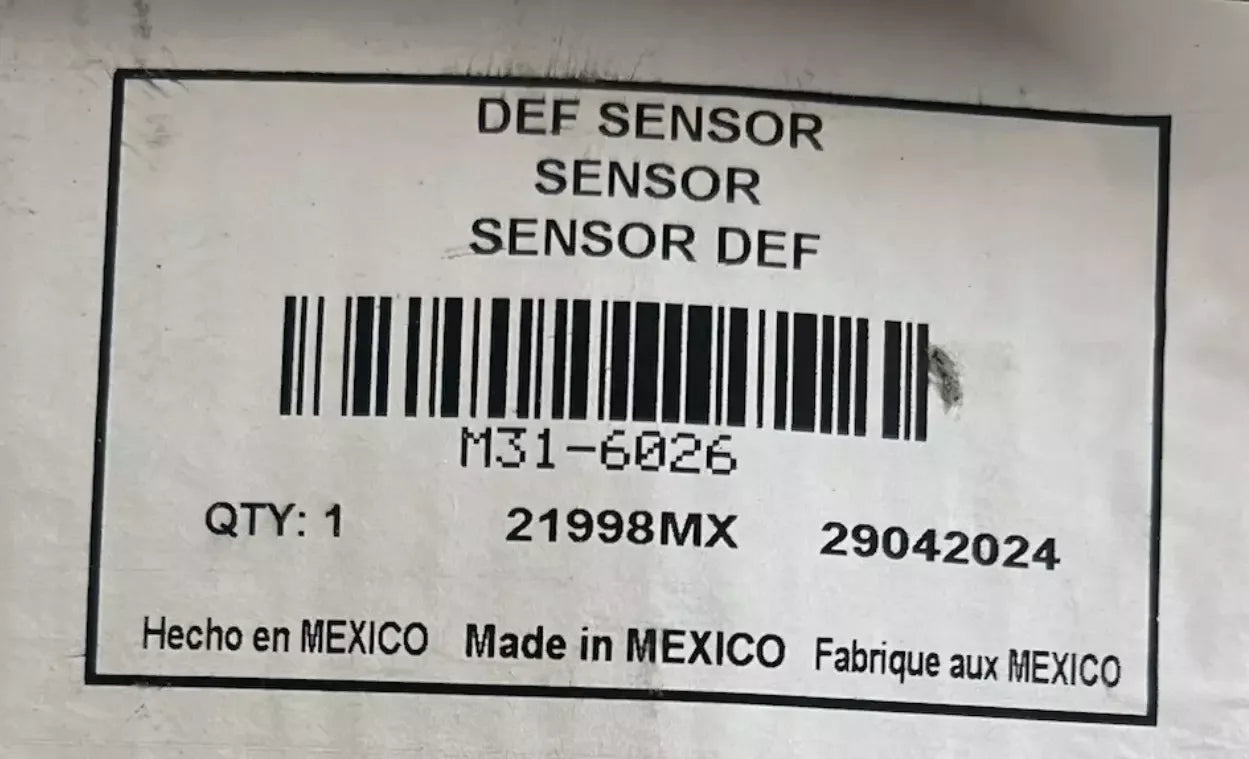 DEF SENSOR
SENSOR
SENSOR DEF
M31-6026
QTY: 1 21998MX 29042024
Hecho en MEXICO Made in MEXICO Fabrique aux MEXICO